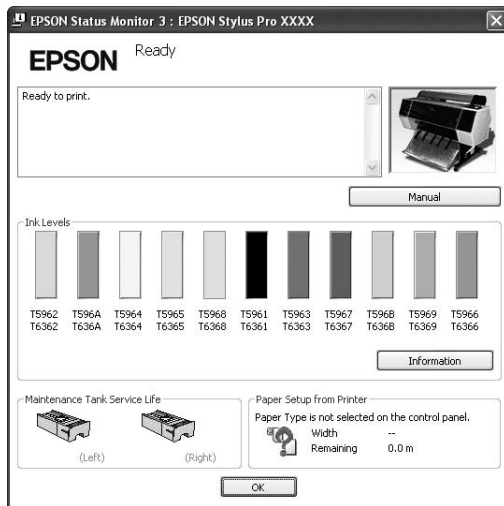 EPSON Status Monitor 3 : EPSON Stylus Pro XXXX
EPSON
Ready
Ready to print.
Manual
Ink Levels
T5962 T596A T5964 T5965 T5968 T5961 T5963 T5967 T596B T5969 T5966
T6362 T636A T6364 T6365 T6368 T6361 T6363 T6367 T636B T6369 T6366
Information
Maintenance Tank Service Life
(Left) (Right)
Paper Setup from Printer
Paper Type is not selected on the control panel.
Width --
Remaining 0.0 m
OK